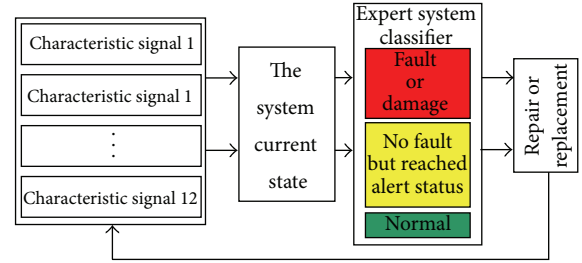 Characteristic signal 1
Characteristic signal 1
⋮
Characteristic signal 12
The
system
current
state
Expert system
classifier
Fault
or
damage
No fault
but reached
alert status
Normal
Repair or
replacement